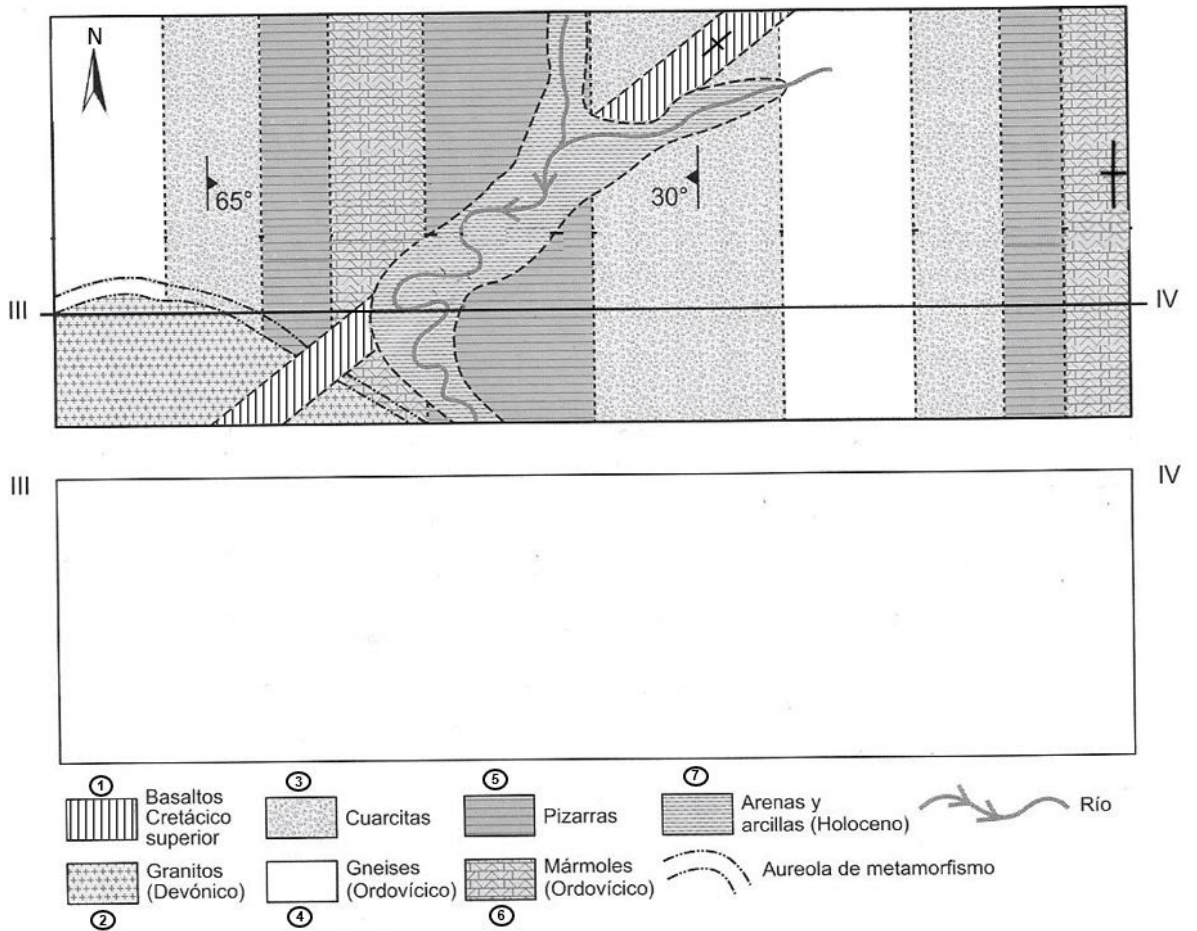 N
65°
30°
III
IV
III
IV
① ③ ⑤ ⑦
Basaltos
Cretácico
superior
Cuarcitas
Pizarras
Arenas y
arcillas (Holoceno)
Río
Granitos
(Devónico)
Gneises
(Ordovícico)
Mármoles
(Ordovícico)
Aureola de metamorfismo
② ④ ⑥